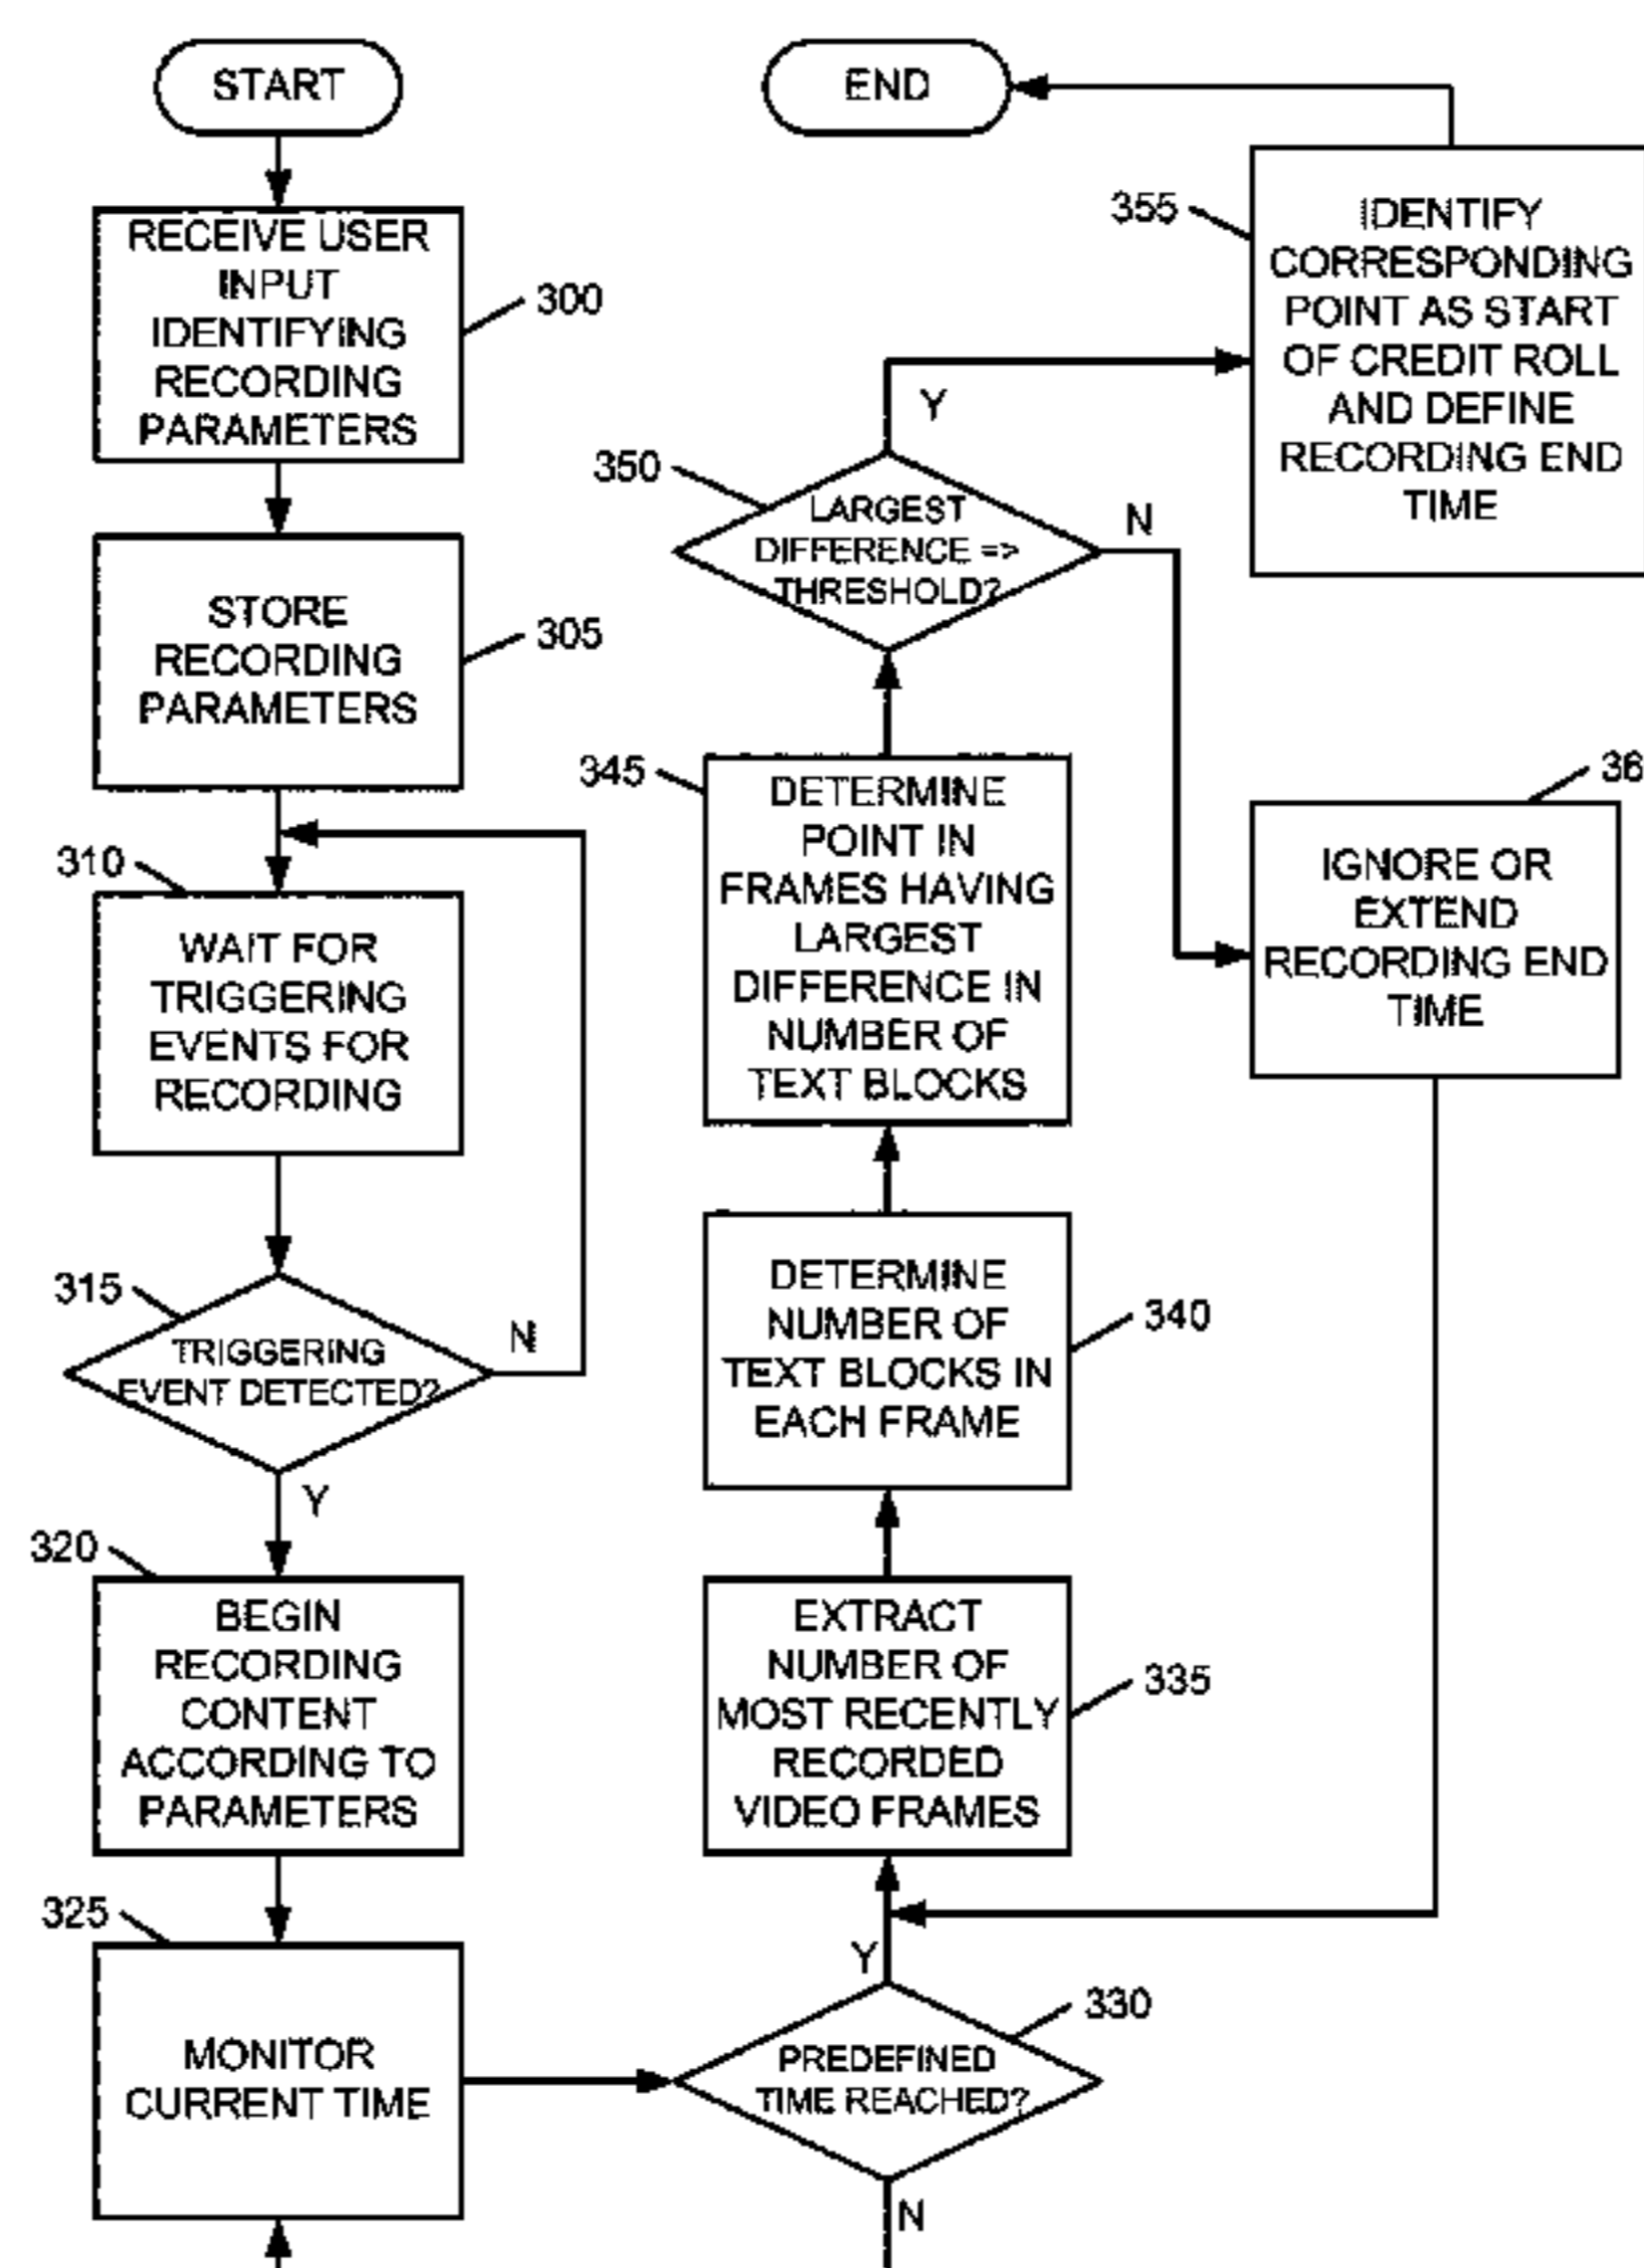 START
RECEIVE USER
INPUT
IDENTIFYING
RECORDING
PARAMETERS
300
STORE
RECORDING
PARAMETERS
305
310
WAIT FOR
TRIGGERING
EVENTS FOR
RECORDING
315
TRIGGERING
EVENT DETECTED?
N
Y
320
BEGIN
RECORDING
CONTENT
ACCORDING TO
PARAMETERS
325
MONITOR
CURRENT TIME
330
PREDEFINED
TIME REACHED?
N
Y
335
EXTRACT
NUMBER OF
MOST RECENTLY
RECORDED
VIDEO FRAMES
340
DETERMINE
NUMBER OF
TEXT BLOCKS IN
EACH FRAME
345
DETERMINE
POINT IN
FRAMES HAVING
LARGEST
DIFFERENCE IN
NUMBER OF
TEXT BLOCKS
350
LARGEST
DIFFERENCE =>
THRESHOLD?
Y
N
355
IDENTIFY
CORRESPONDING
POINT AS START
OF CREDIT ROLL
AND DEFINE
RECORDING END
TIME
36
IGNORE OR
EXTEND
RECORDING END
TIME
END